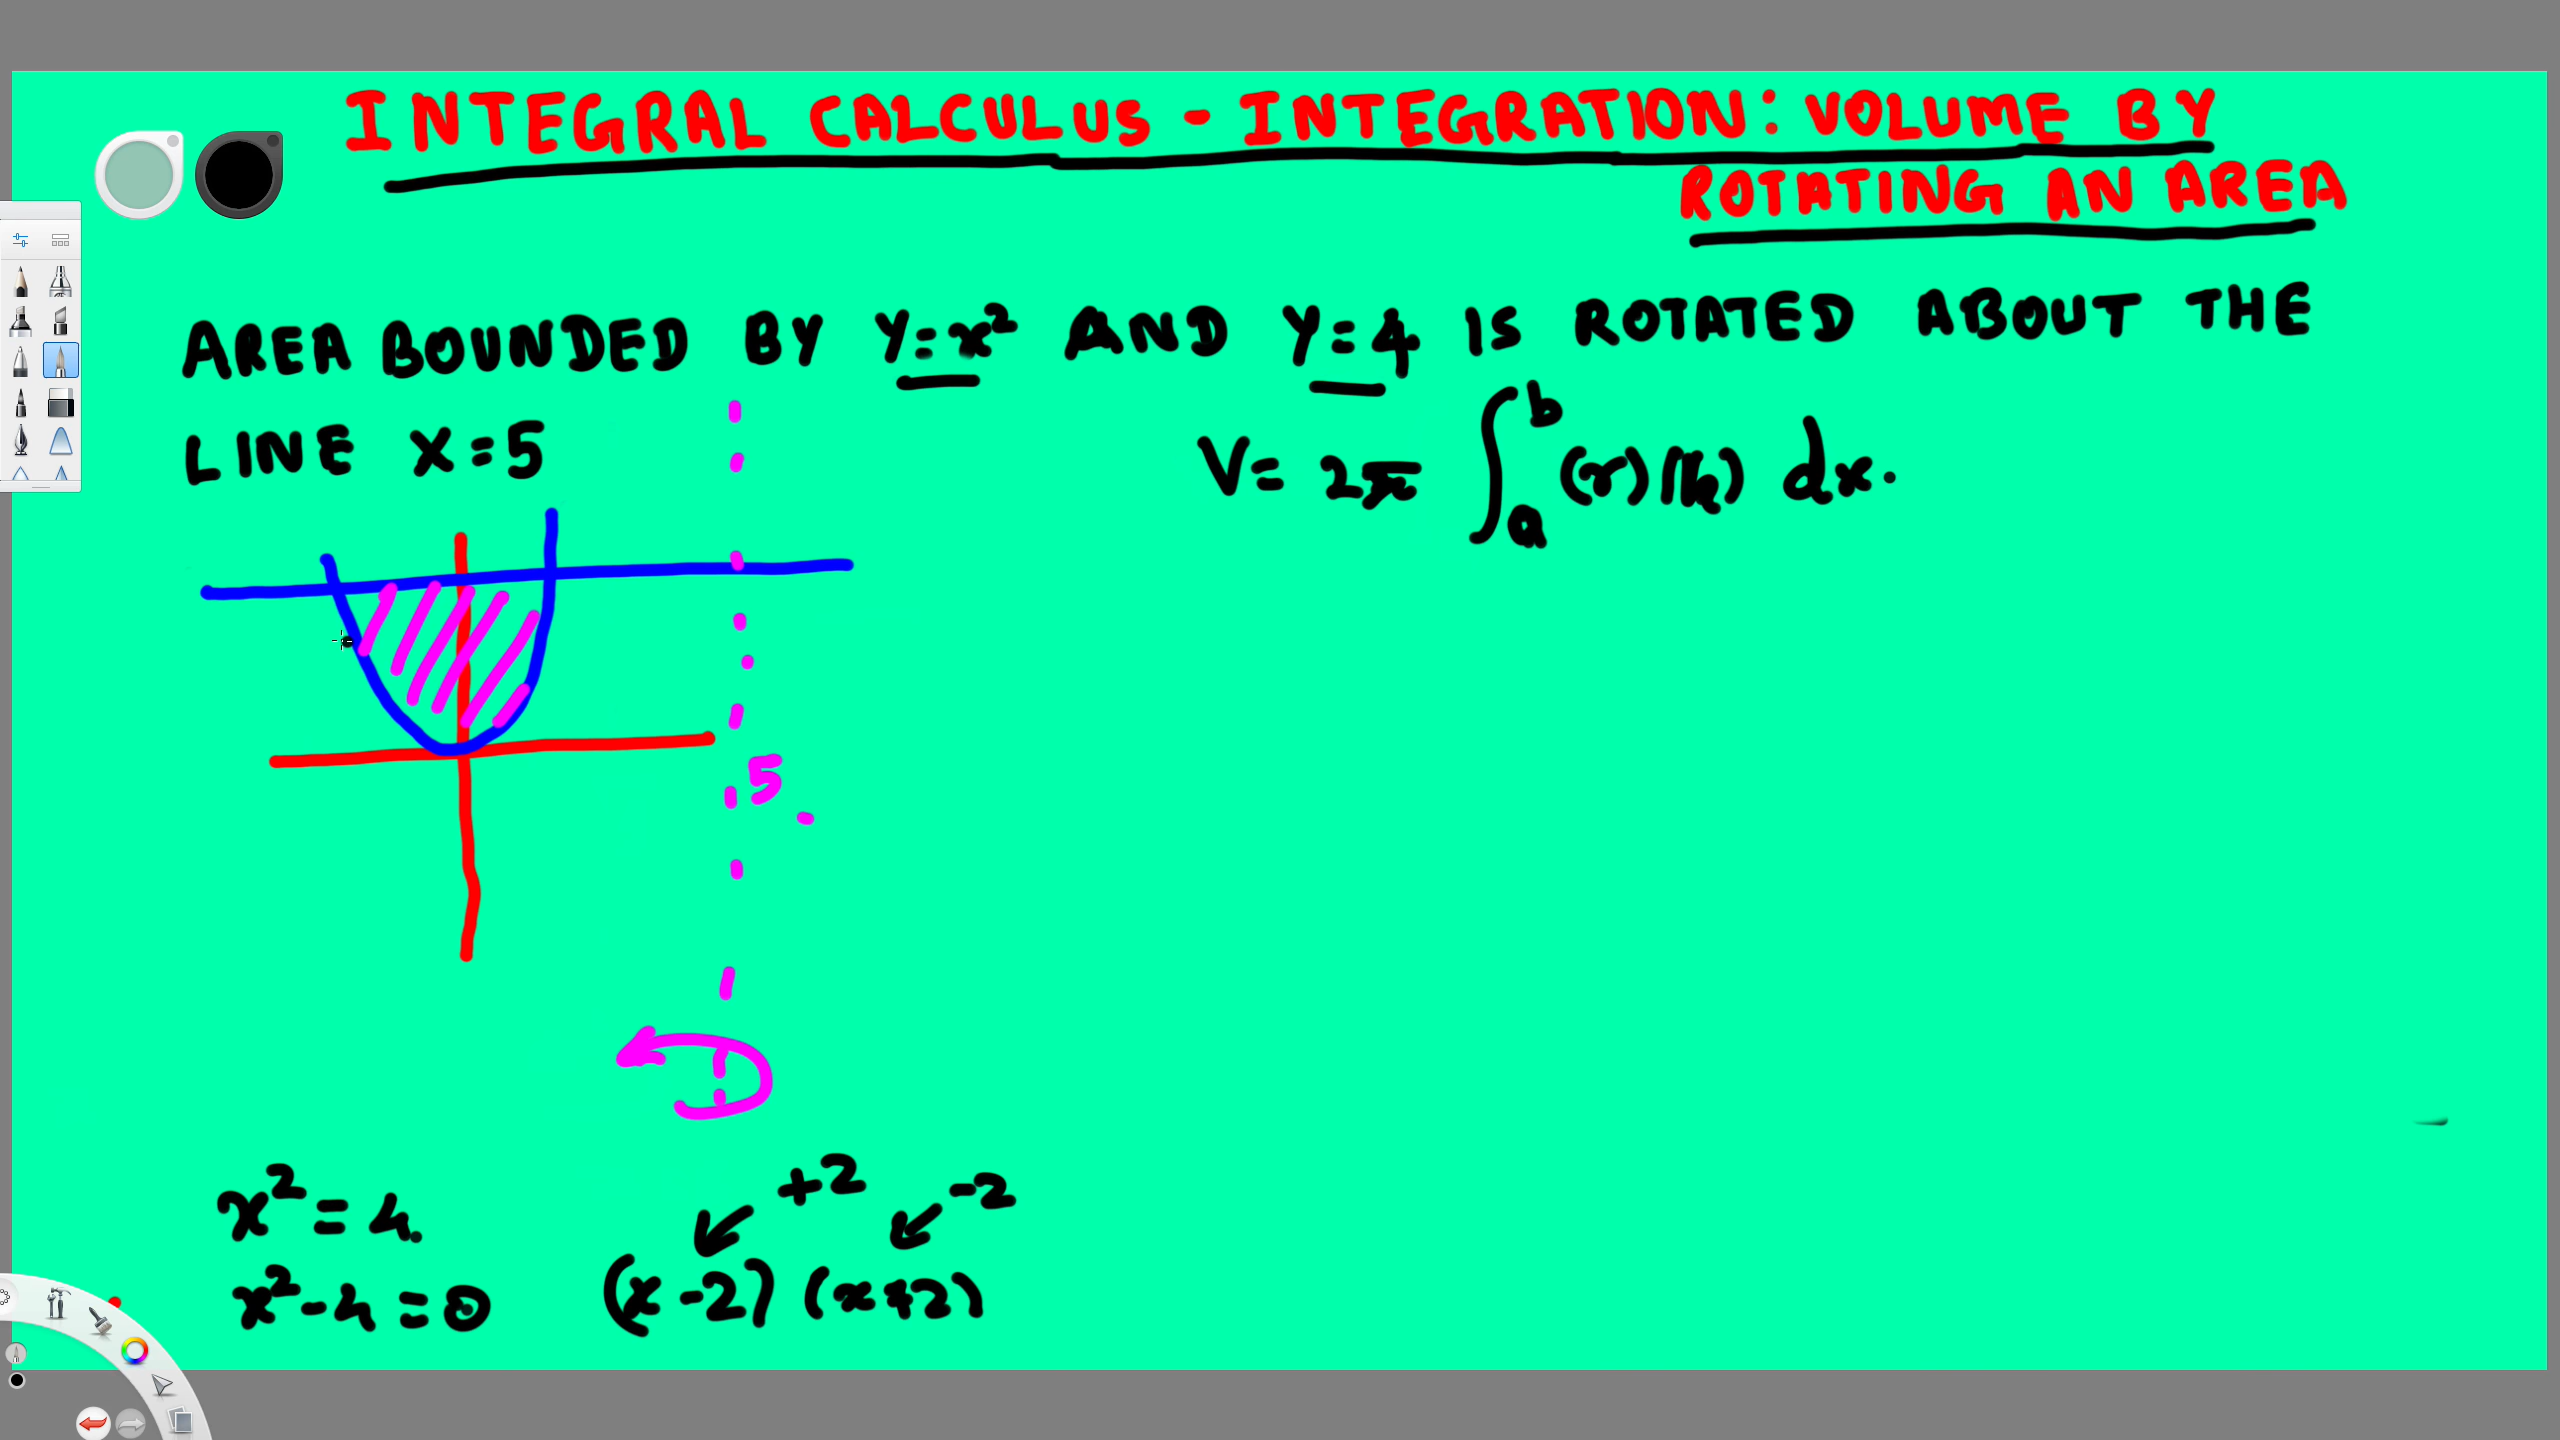 INTEGRAL CALCULUS - INTEGRATION: VOLUME BY
ROTATING AN AREA
AREA BOUNDED BY Y=x² AND Y=4 IS ROTATED ABOUT THE
LINE X=5
V= 2π ∫ₐᵇ (r)(h) dx.
5
x² = 4
x²-4=0
+2 -2
(x-2) (x+2)